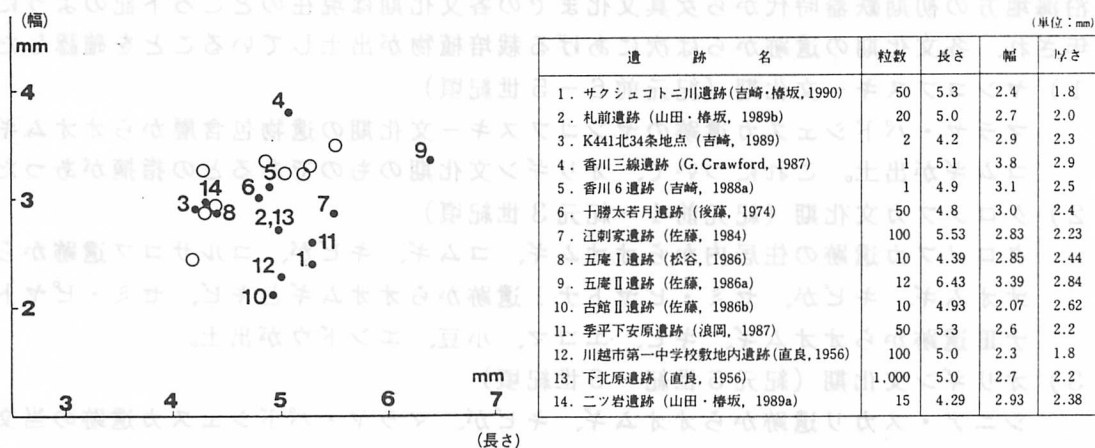 (幅)
mm
4
3
2
4
9
5
6
14
3
8
2,13
7
11
1
12
10
mm
3
4
5
6
7
(長さ)
(単位:mm)
遺跡名 粒数 長さ 幅 厚さ
1.サクシュコトニ川遺跡(吉崎・椿坂,1990) 50 5.3 2.4 1.8
2.札前遺跡(山田・椿坂,1989b) 20 5.0 2.7 2.0
3.K441北34条地点(吉崎,1989) 2 4.2 2.9 2.3
4.香川三線遺跡(G.Crawford,1987) 1 5.1 3.8 2.9
5.香川6遺跡(吉崎,1988a) 1 4.9 3.1 2.5
6.十勝太若月遺跡(後藤,1974) 50 4.8 3.0 2.4
7.江刺家遺跡(佐藤,1984) 100 5.53 2.83 2.23
8.五庵Ⅰ遺跡(松谷,1986) 10 4.39 2.85 2.44
9.五庵Ⅱ遺跡(佐藤,1986a) 12 6.43 3.39 2.84
10.古館Ⅱ遺跡(佐藤,1986b) 10 4.93 2.07 2.62
11.季平下安原遺跡(浪岡,1987) 50 5.3 2.6 2.2
12.川越市第一中学校敷地内遺跡(直良,1956) 100 5.0 2.3 1.8
13.下北原遺跡(直良,1956) 1.000 5.0 2.7 2.2
14.二ツ岩遺跡(山田・椿坂,1989a) 15 4.29 2.93 2.38